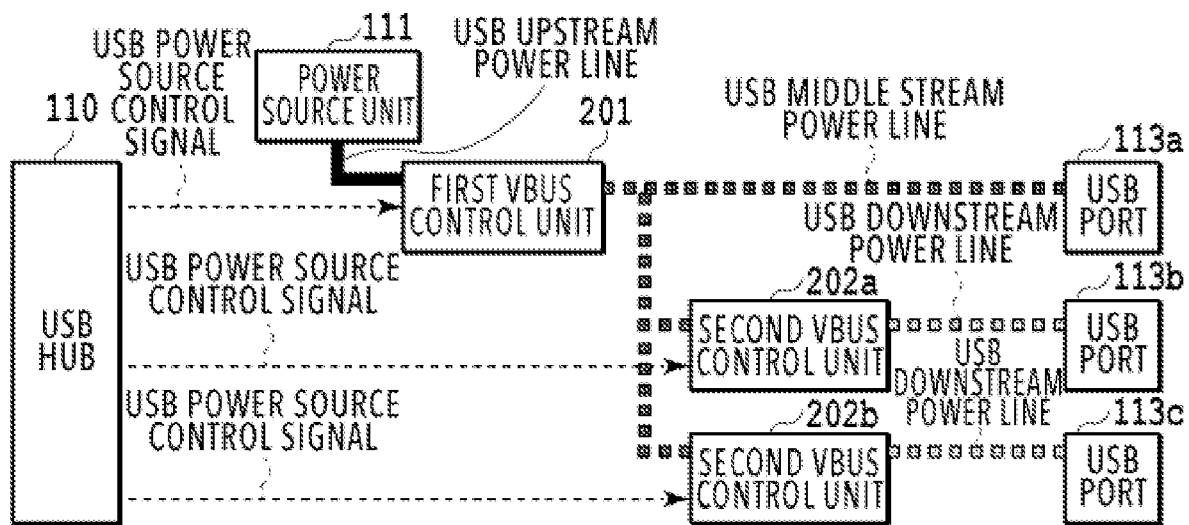 USB POWER
SOURCE
CONTROL
SIGNAL
111
POWER
SOURCE UNIT
USB UPSTREAM
POWER LINE
110
201
FIRST VBUS
CONTROL UNIT
USB MIDDLE STREAM
POWER LINE
113a
USB
PORT
USB DOWNSTREAM
POWER LINE
USB POWER SOURCE
CONTROL SIGNAL
202a
SECOND VBUS
CONTROL UNIT
113b
USB
PORT
USB
HUB
USB
DOWNSTREAM
POWER LINE
USB POWER SOURCE
CONTROL SIGNAL
202b
SECOND VBUS
CONTROL UNIT
113c
USB
PORT